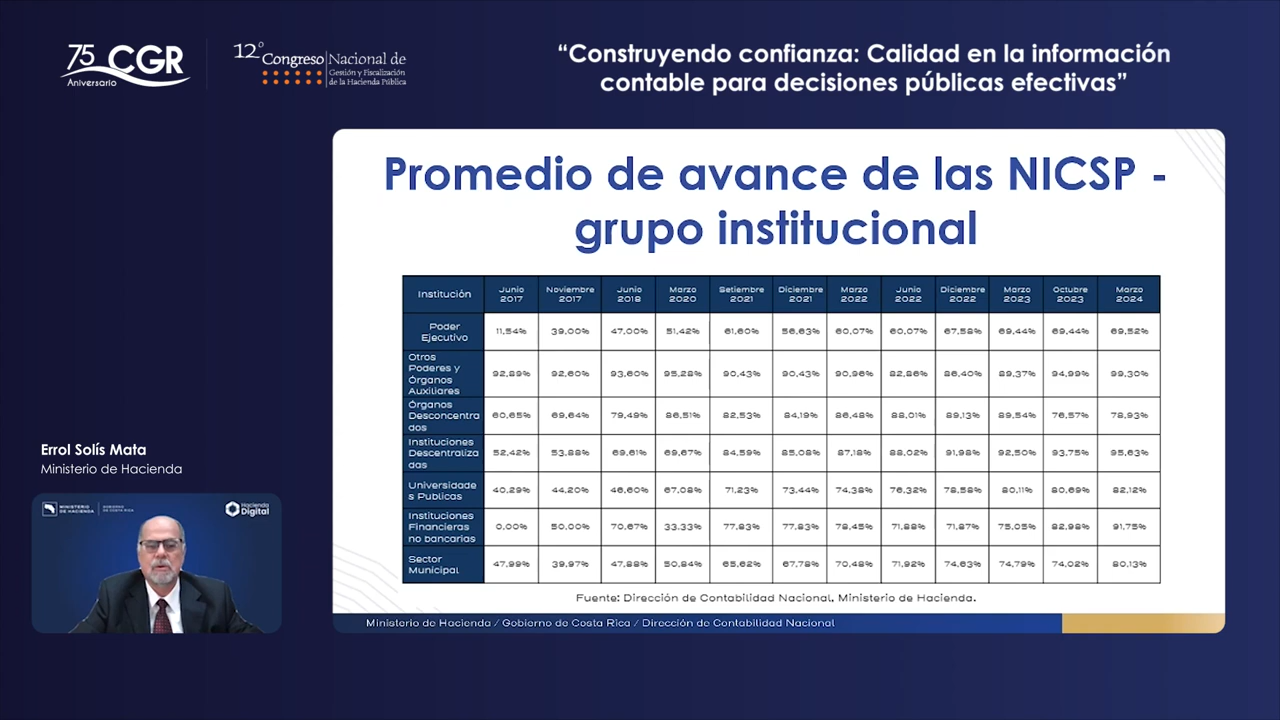 75 CGR
Aniversario
12° Congreso Nacional de
Gestión y Fiscalización
de la Hacienda Pública
“Construyendo confianza: Calidad en la información
contable para decisiones públicas efectivas”
Promedio de avance de las NICSP -
grupo institucional
Institución Junio 2017 Noviembre 2017 Junio 2018 Marzo 2020 Setiembre 2021 Diciembre 2021 Marzo 2022 Junio 2022 Diciembre 2022 Marzo 2023 Octubre 2023 Marzo 2024
Poder Ejecutivo 11,54% 39,00% 47,00% 51,42% 61,60% 56,63% 60,07% 60,07% 67,58% 69,44% 69,44% 69,52%
Otros Poderes y Órganos Auxiliares 92,89% 92,60% 93,60% 95,28% 90,43% 90,43% 90,96% 82,86% 86,40% 89,37% 94,99% 99,30%
Órganos Desconcentra dos 60,65% 69,64% 79,49% 86,51% 82,53% 84,19% 86,48% 88,01% 89,13% 89,54% 76,57% 78,93%
Instituciones Descentraliza das 52,42% 53,88% 69,61% 69,67% 84,59% 85,08% 87,18% 88,02% 91,98% 92,50% 93,75% 95,63%
Universidade s Publicas 40,29% 44,20% 46,60% 67,08% 71,23% 73,44% 74,38% 76,32% 78,58% 80,11% 80,69% 82,12%
Instituciones Financieras no bancarias 0,00% 50,00% 70,67% 33,33% 77,83% 77,83% 78,45% 71,88% 71,87% 75,05% 82,98% 91,75%
Sector Municipal 47,99% 39,97% 47,88% 50,84% 65,62% 67,78% 70,48% 71,92% 74,63% 74,79% 74,02% 80,13%
Fuente: Dirección de Contabilidad Nacional, Ministerio de Hacienda.
Ministerio de Hacienda / Gobierno de Costa Rica / Dirección de Contabilidad Nacional
Errol Solís Mata
Ministerio de Hacienda
MINISTERIO
DE HACIENDA
GOBIERNO
DE COSTA RICA
Hacienda
Digital